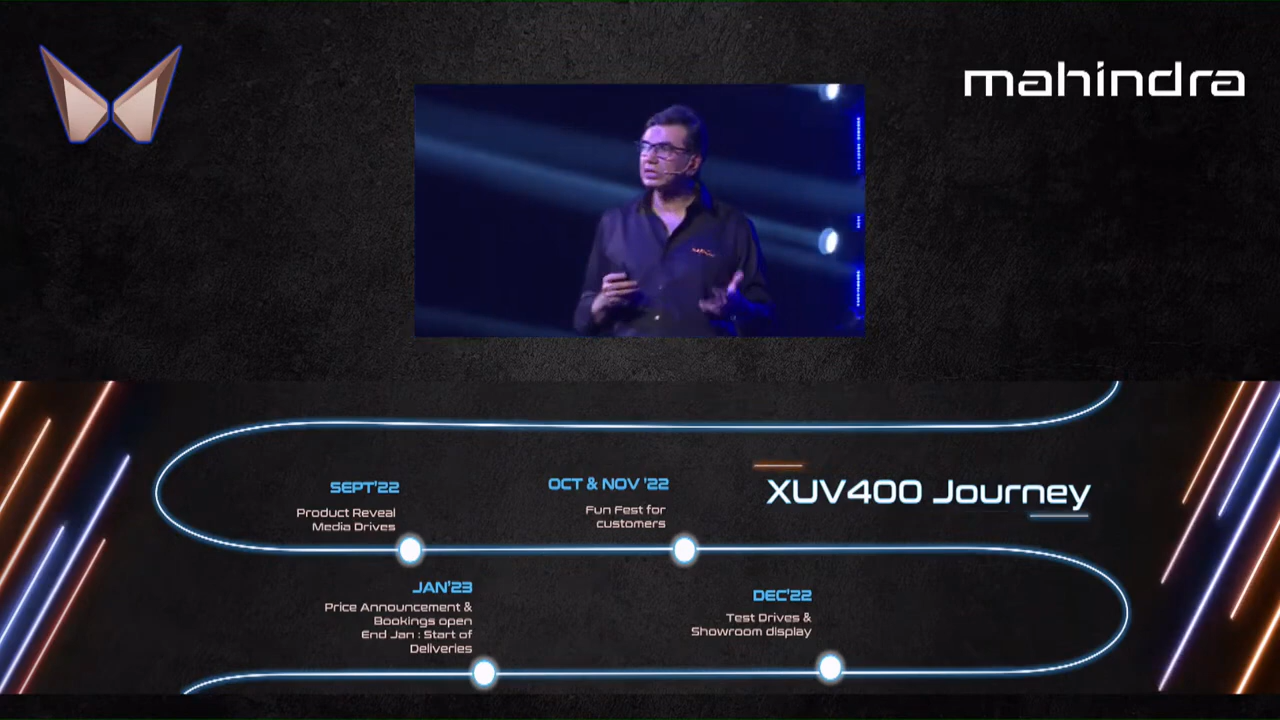 mahindra
XUV400 Journey
SEPT'22
Product Reveal
Media Drives
OCT & NOV '22
Fun Fest for
customers
DEC'22
Test Drives &
Showroom display
JAN'23
Price Announcement &
Bookings open
End Jan : Start of
Deliveries